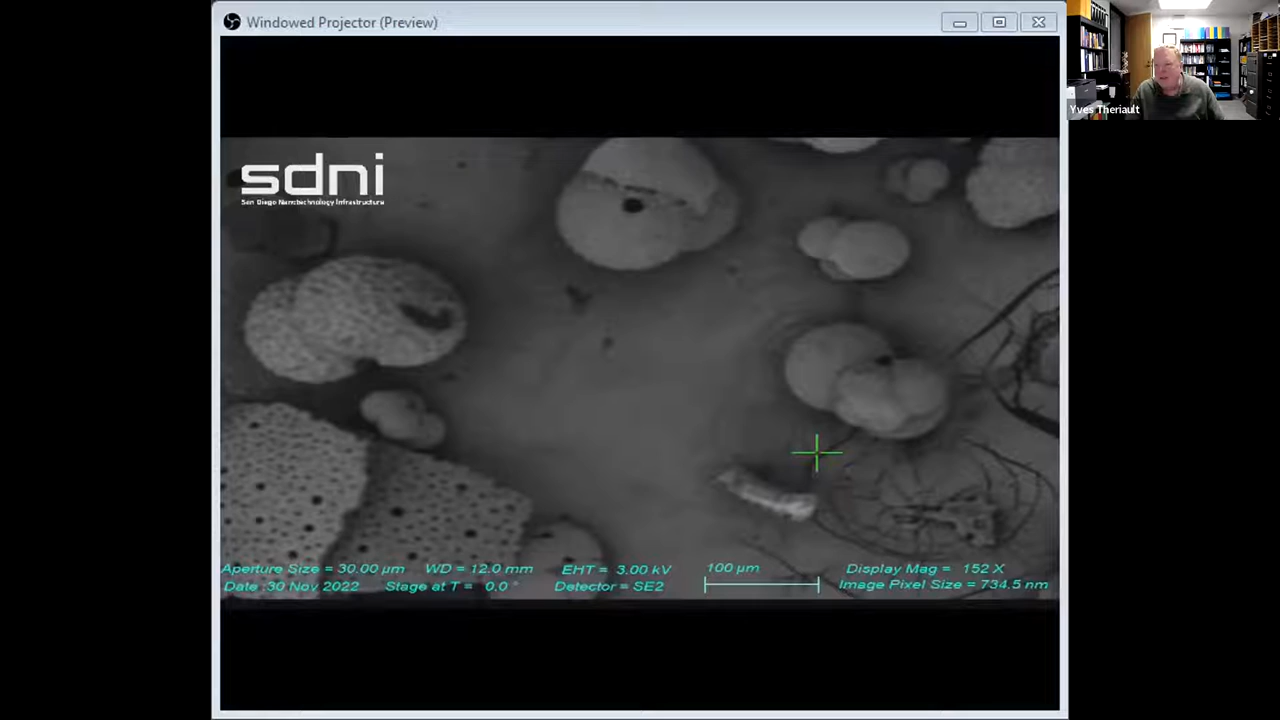 Windowed Projector (Preview)
Yves Theriault
sdni
San Diego Nanotechnology Infrastructure
Aperture Size = 30.00 µm WD = 12.0 mm EHT = 3.00 kV 100 µm Display Mag = 152 X
Date :30 Nov 2022 Stage at T = 0.0 ° Detector = SE2 Image Pixel Size = 734.5 nm